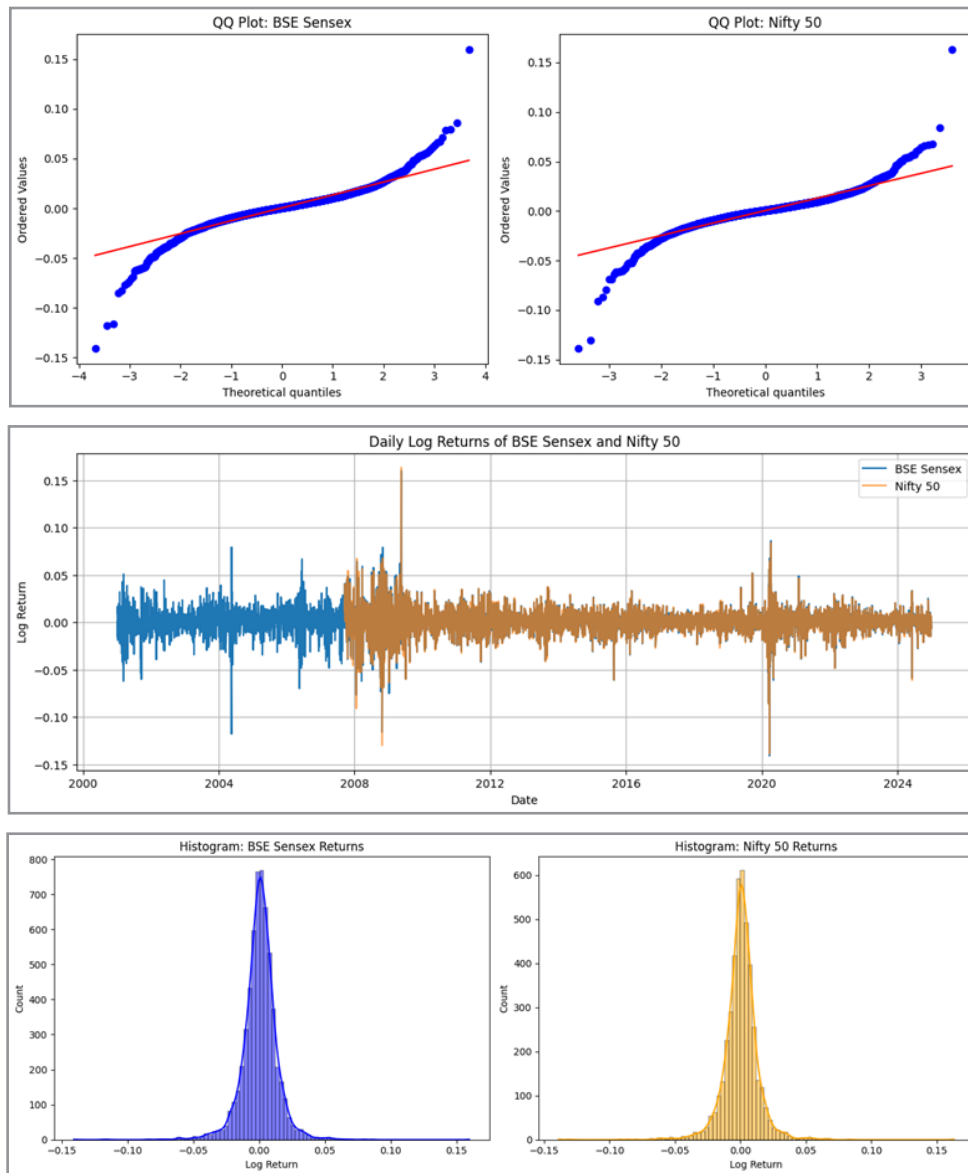 QQ Plot: BSE Sensex
0.15
0.10
0.05
0.00
−0.05
−0.10
−0.15
Ordered Values
−4 −3 −2 −1 0 1 2 3 4
Theoretical quantiles
QQ Plot: Nifty 50
0.15
0.10
0.05
0.00
−0.05
−0.10
−0.15
Ordered Values
−3 −2 −1 0 1 2 3
Theoretical quantiles
Daily Log Returns of BSE Sensex and Nifty 50
BSE Sensex
Nifty 50
0.15
0.10
0.05
0.00
−0.05
−0.10
−0.15
Log Return
2000 2004 2008 2012 2016 2020 2024
Date
Histogram: BSE Sensex Returns
800
700
600
500
400
300
200
100
0
Count
−0.15 −0.10 −0.05 0.00 0.05 0.10 0.15
Log Return
Histogram: Nifty 50 Returns
600
500
400
300
200
100
0
Count
−0.15 −0.10 −0.05 0.00 0.05 0.10 0.15
Log Return